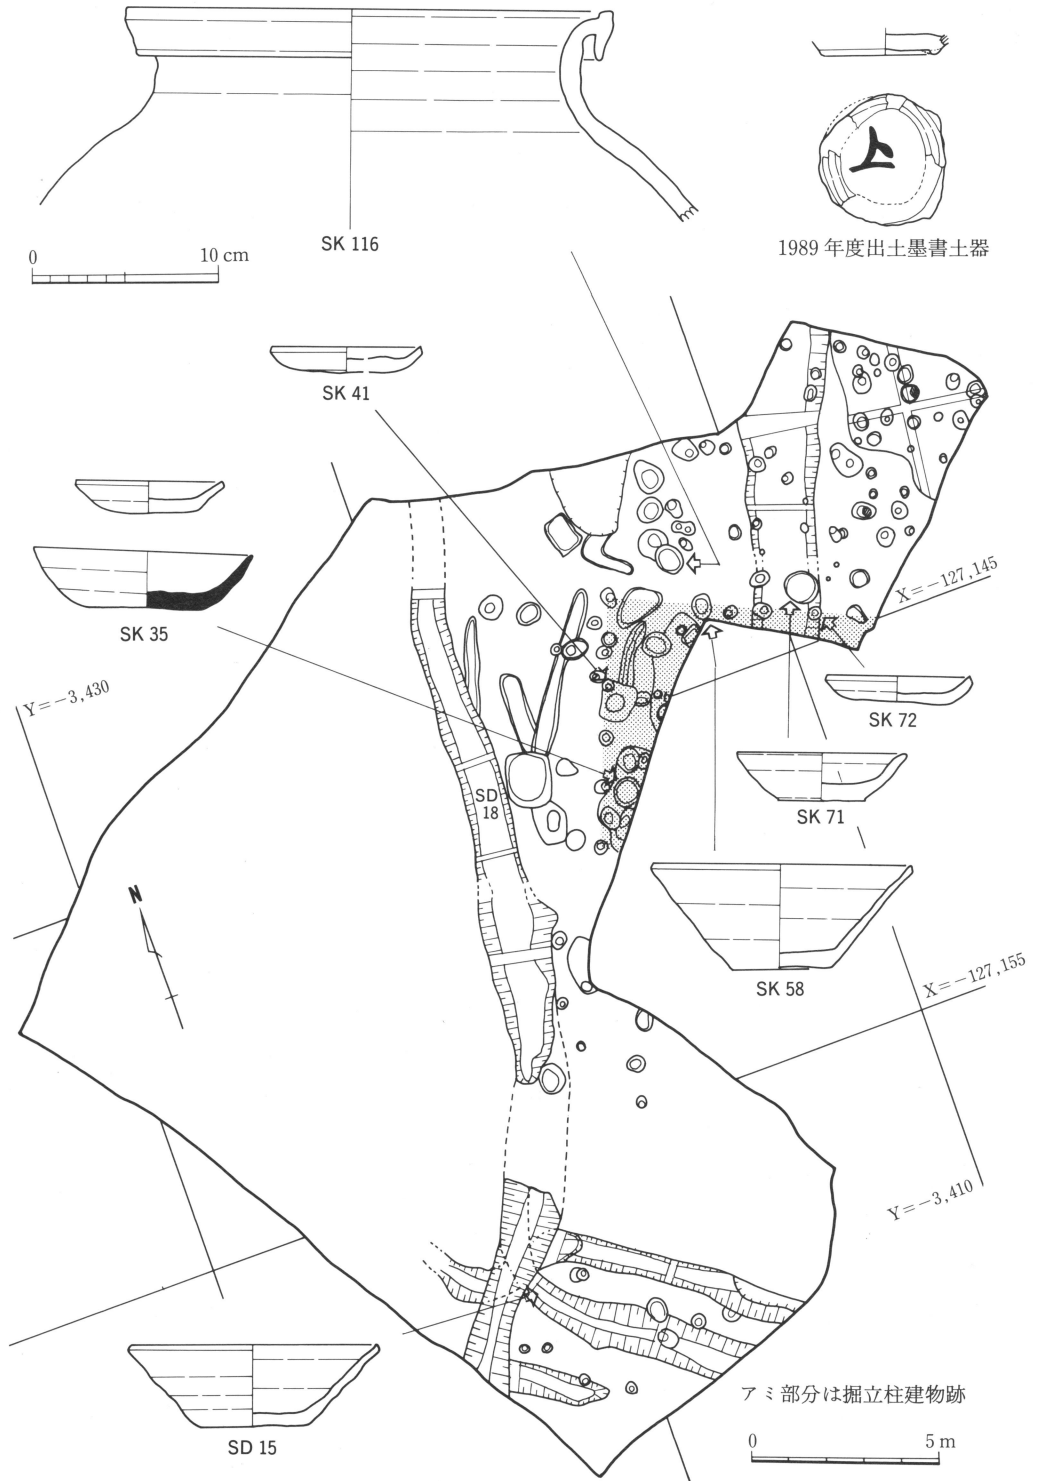 SK 116
0 10 cm
上
1989 年度出土墨書土器
SK 41
SK 35
X=−127,145
Y=−3,430
SK 72
SD
18
SK 71
N
SK 58
X=−127,155
Y=−3,410
SD 15
アミ部分は掘立柱建物跡
0 5 m